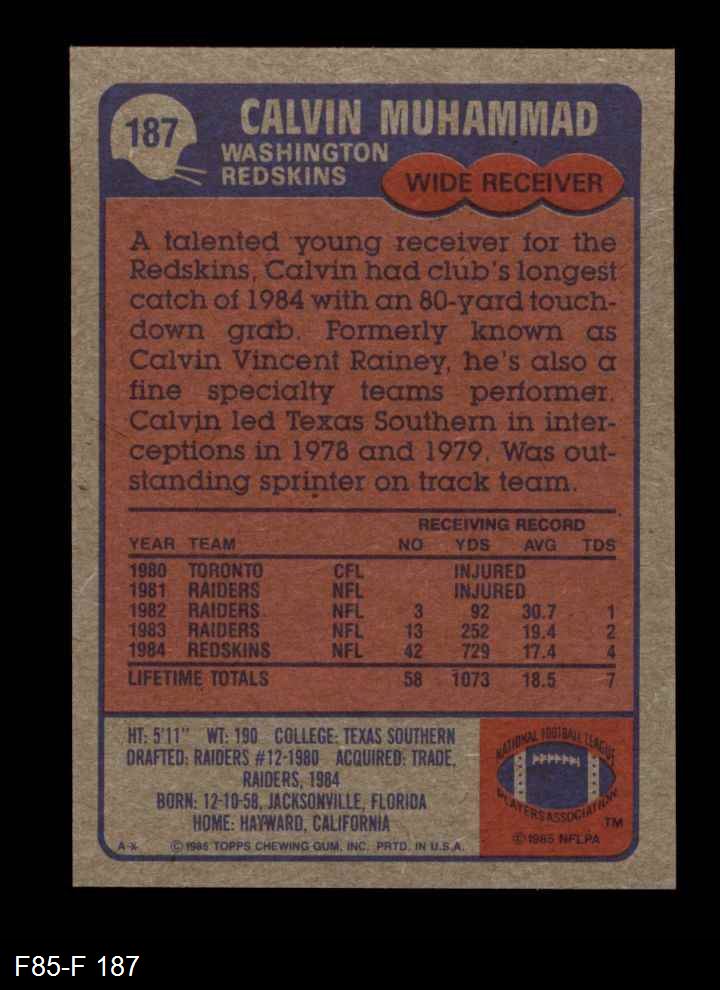 187
CALVIN MUHAMMAD
WASHINGTON
REDSKINS
WIDE RECEIVER
A talented young receiver for the
Redskins, Calvin had club's longest
catch of 1984 with an 80-yard touch-
down grab. Formerly known as
Calvin Vincent Rainey, he's also a
fine specialty teams performer.
Calvin led Texas Southern in inter-
ceptions in 1978 and 1979. Was out-
standing sprinter on track team.
RECEIVING RECORD
YEAR TEAM NO YDS AVG TDS
1980 TORONTO CFL INJURED
1981 RAIDERS NFL INJURED
1982 RAIDERS NFL 3 92 30.7 1
1983 RAIDERS NFL 13 252 19.4 2
1984 REDSKINS NFL 42 729 17.4 4
LIFETIME TOTALS 58 1073 18.5 7
HT: 5'11" WT: 190 COLLEGE: TEXAS SOUTHERN
DRAFTED: RAIDERS #12-1980 ACQUIRED: TRADE,
RAIDERS, 1984
BORN: 12-10-58, JACKSONVILLE, FLORIDA
HOME: HAYWARD, CALIFORNIA
© 1985 TOPPS CHEWING GUM, INC. PRTD. IN U.S.A.
NATIONAL FOOTBALL LEAGUE
PLAYERS ASSOCIATION
TM
© 1985 NFLPA
F85-F 187